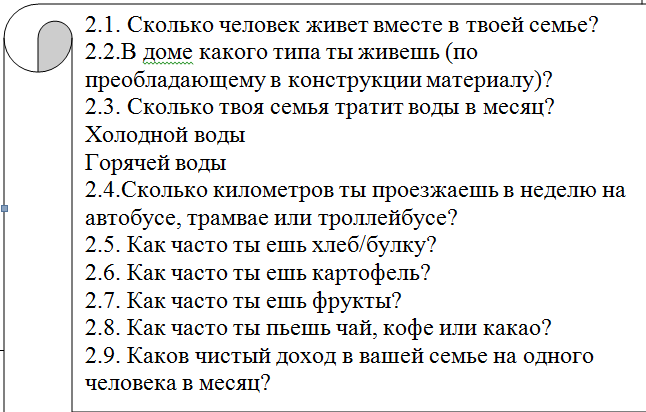 2.1. Сколько человек живет вместе в твоей семье?
2.2.В доме какого типа ты живешь (по
преобладающему в конструкции материалу)?
2.3. Сколько твоя семья тратит воды в месяц?
Холодной воды
Горячей воды
2.4.Сколько километров ты проезжаешь в неделю на
автобусе, трамвае или троллейбусе?
2.5. Как часто ты ешь хлеб/булку?
2.6. Как часто ты ешь картофель?
2.7. Как часто ты ешь фрукты?
2.8. Как часто ты пьешь чай, кофе или какао?
2.9. Каков чистый доход в вашей семье на одного
человека в месяц?